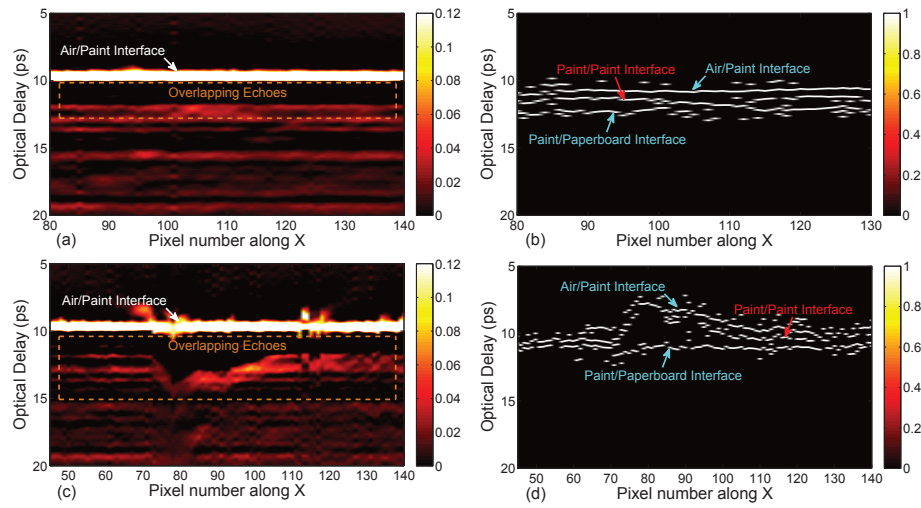 5
10
15
20
Optical Delay (ps)
Air/Paint Interface
Overlapping Echoes
80 90 100 110 120 130 140
(a) Pixel number along X
0.12
0.1
0.08
0.06
0.04
0.02
0
5
10
15
20
Optical Delay (ps)
Paint/Paint Interface
Air/Paint Interface
Paint/Paperboard Interface
80 90 100 110 120 130
(b) Pixel number along X
1
0.8
0.6
0.4
0.2
0
5
10
15
20
Optical Delay (ps)
Air/Paint Interface
Overlapping Echoes
50 60 70 80 90 100 110 120 130 140
(c) Pixel number along X
0.12
0.1
0.08
0.06
0.04
0.02
0
5
10
15
20
Optical Delay (ps)
Air/Paint Interface
Paint/Paint Interface
Paint/Paperboard Interface
50 60 70 80 90 100 110 120 130 140
(d) Pixel number along X
1
0.8
0.6
0.4
0.2
0